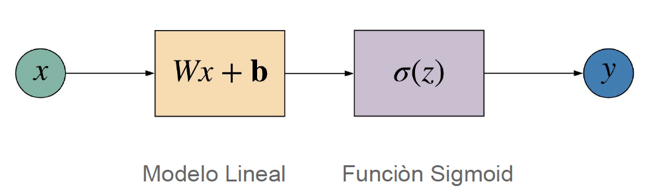 x Wx + b σ(z) y
Modelo Lineal Funciòn Sigmoid